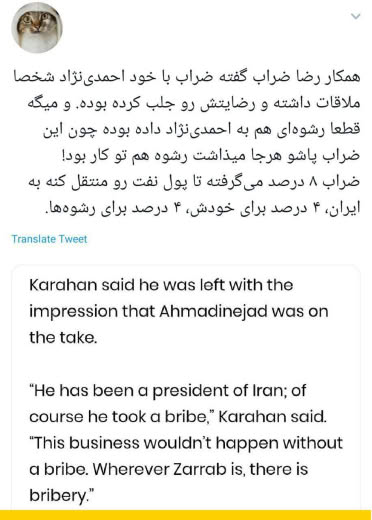 همکار رضا ضراب گفته ضراب با خود احمدی‌نژاد شخصا
ملاقات داشته و رضایتش رو جلب کرده بوده. و میگه
قطعا رشوه‌ای هم به احمدی‌نژاد داده بوده چون این
ضراب پاشو هرجا میذاشت رشوه هم تو کار بود!
ضراب ۸ درصد می‌گرفته تا پول نفت رو منتقل کنه به
ایران، ۴ درصد برای خودش، ۴ درصد برای رشوه‌ها.
Translate Tweet
Karahan said he was left with the
impression that Ahmadinejad was on
the take.
“He has been a president of Iran; of
course he took a bribe,” Karahan said.
“This business wouldn’t happen without
a bribe. Wherever Zarrab is, there is
bribery.”